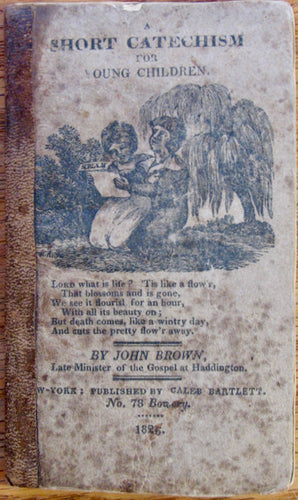 A
SHORT CATECHISM
FOR
YOUNG CHILDREN.
LORD what is life? 'Tis like a flow'r,
That blossoms and is gone,
We see it flourish for an hour,
With all its beauty on;
But death comes, like a wintry day,
And cuts the pretty flow'r away.
BY JOHN BROWN,
Late Minister of the Gospel at Haddington.
W-YORK: PUBLISHED BY CALEB BARTLETT.
No. 76 Bowery.
182